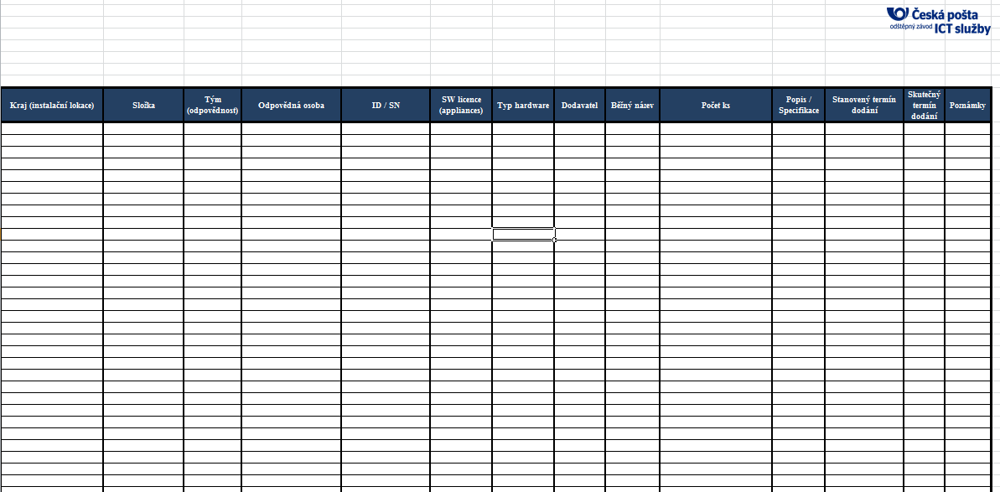 Česká pošta
odštěpný závod ICT služby
Kraj (instalační lokace)
Složka
Tým
(odpovědnost)
Odpovědná osoba
ID / SN
SW licence
(appliances)
Typ hardware
Dodavatel
Běžný název
Počet ks
Popis /
Specifikace
Stanovený termín
dodání
Skutečný
termín
dodání
Poznámky